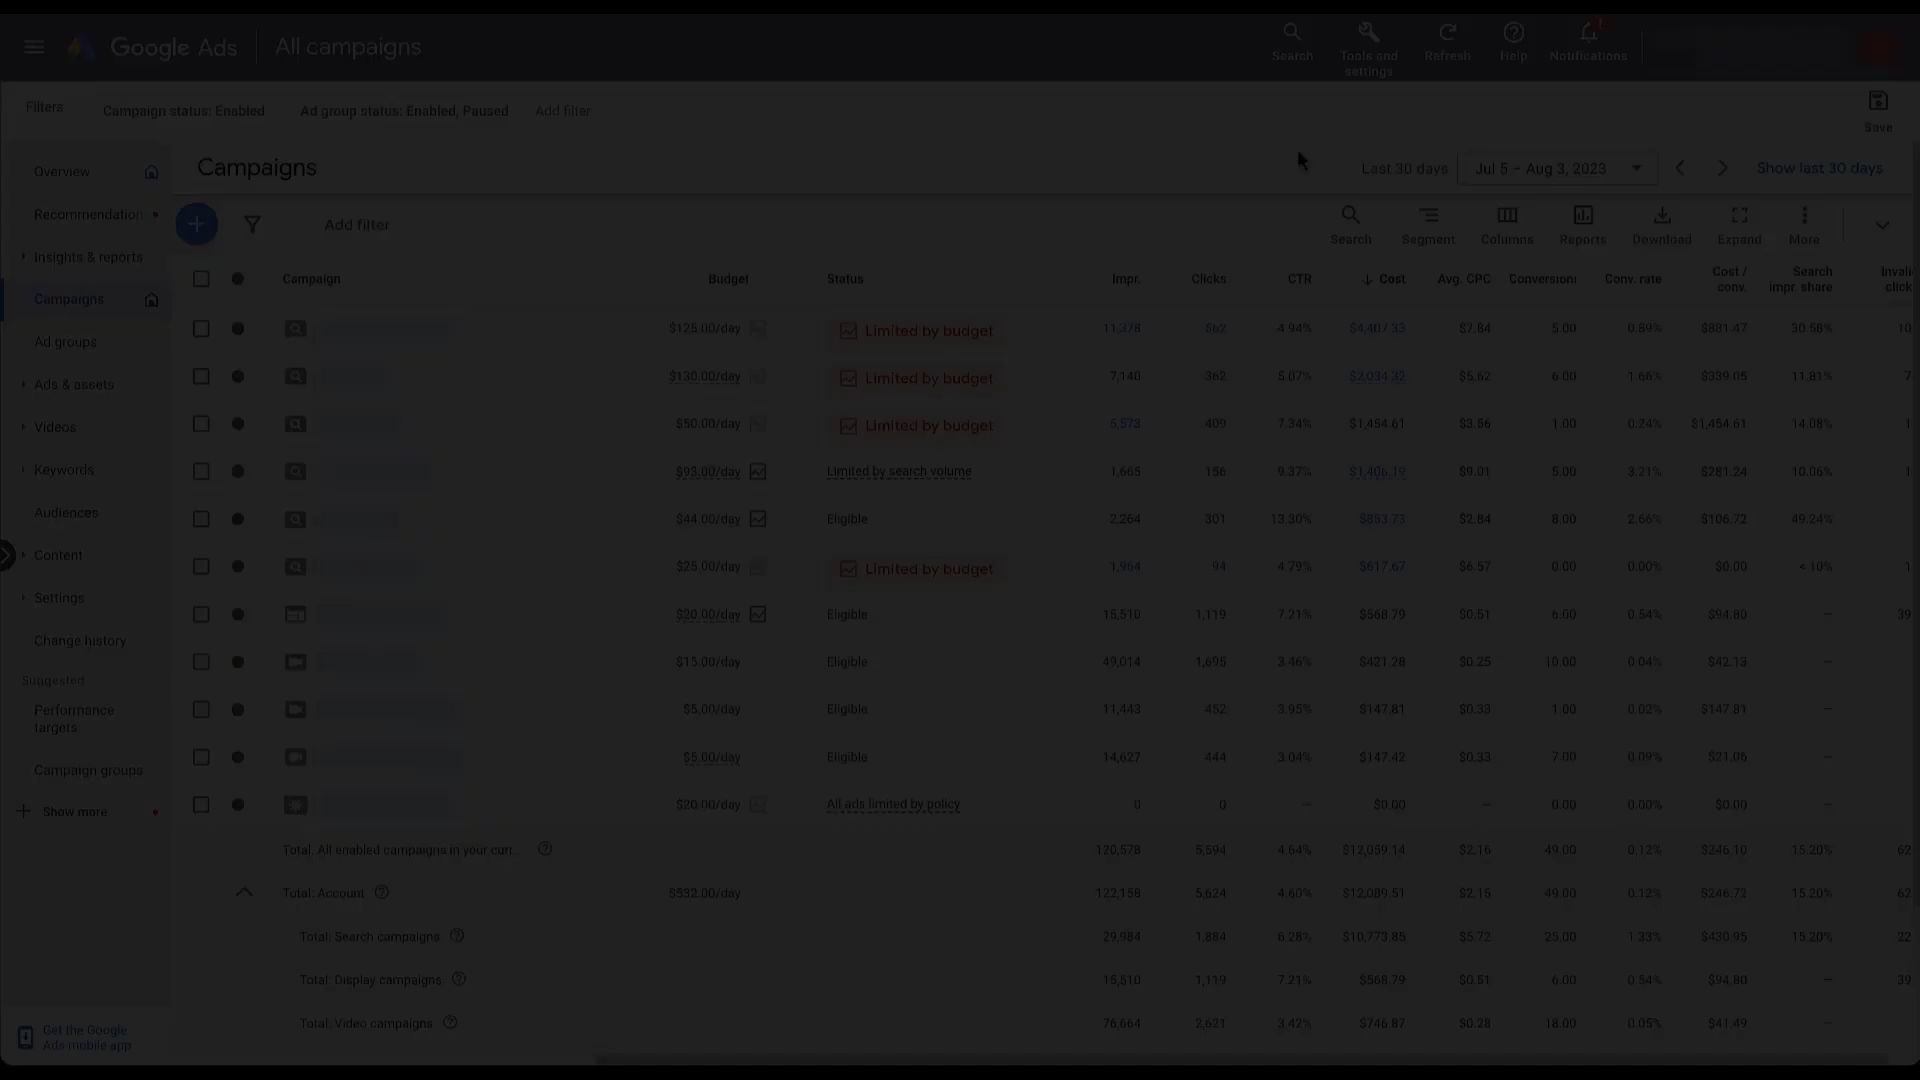 Google Ads All campaigns Search Tools and settings Refresh Help Notifications !
Filters Campaign status: Enabled Ad group status: Enabled, Paused Add filter Save
Overview
Recommendation
Insights & reports
Campaigns
Ad groups
Ads & assets
Videos
Keywords
Audiences
Content
Settings
Change history
Suggested
Performance targets
Campaign groups
Show more
Get the Google
Ads mobile app
Campaigns Last 30 days Jul 5 – Aug 3, 2023 Show last 30 days
Add filter Search Segment Columns Reports Download Expand More
Campaign Budget Status Impr. Clicks CTR Cost Avg. CPC Conversion Conv. rate Cost / conv. Search impr share Invali click
$125.00/day Limited by budget 11,378 562 4.94% $4,407.33 $7.84 5.00 0.89% $881.47 30.58% 10
$130.00/day Limited by budget 7,140 362 5.07% $2,034.32 $5.62 6.00 1.66% $339.05 11.81% 7
$50.00/day Limited by budget 5,573 409 7.34% $1,454.61 $3.56 1.00 0.24% $1,454.61 14.08% 1
$93.00/day Limited by search volume 1,665 156 9.37% $1,406.19 $9.01 5.00 3.21% $281.24 10.06% 1
$44.00/day Eligible 2,264 301 13.30% $853.73 $2.84 8.00 2.66% $106.72 49.24%
$25.00/day Limited by budget 1,964 94 4.79% $617.67 $6.57 0.00 0.00% $0.00 < 10% 1
$20.00/day Eligible 15,510 1,119 7.21% $568.79 $0.51 6.00 0.54% $94.80 – 39
$15.00/day Eligible 49,014 1,695 3.46% $421.28 $0.25 10.00 0.04% $42.13 –
$5.00/day Eligible 11,443 452 3.95% $147.81 $0.33 1.00 0.02% $147.81 –
$5.00/day Eligible 14,627 444 3.04% $147.42 $0.33 7.00 0.09% $21.06 –
$20.00/day All ads limited by policy 0 0 – $0.00 – 0.00 0.00% $0.00 –
Total: All enabled campaigns in your curr... 120,578 5,594 4.64% $12,059.14 $2.16 49.00 0.12% $246.10 15.20% 62
Total: Account $532.00/day 122,158 5,624 4.60% $12,089.51 $2.15 49.00 0.12% $246.72 15.20% 62
Total: Search campaigns 29,984 1,884 6.28% $10,773.85 $5.72 25.00 1.33% $430.95 15.20% 22
Total: Display campaigns 15,510 1,119 7.21% $568.79 $0.51 6.00 0.54% $94.80 – 39
Total: Video campaigns 76,664 2,621 3.42% $746.87 $0.28 18.00 0.05% $41.49 –